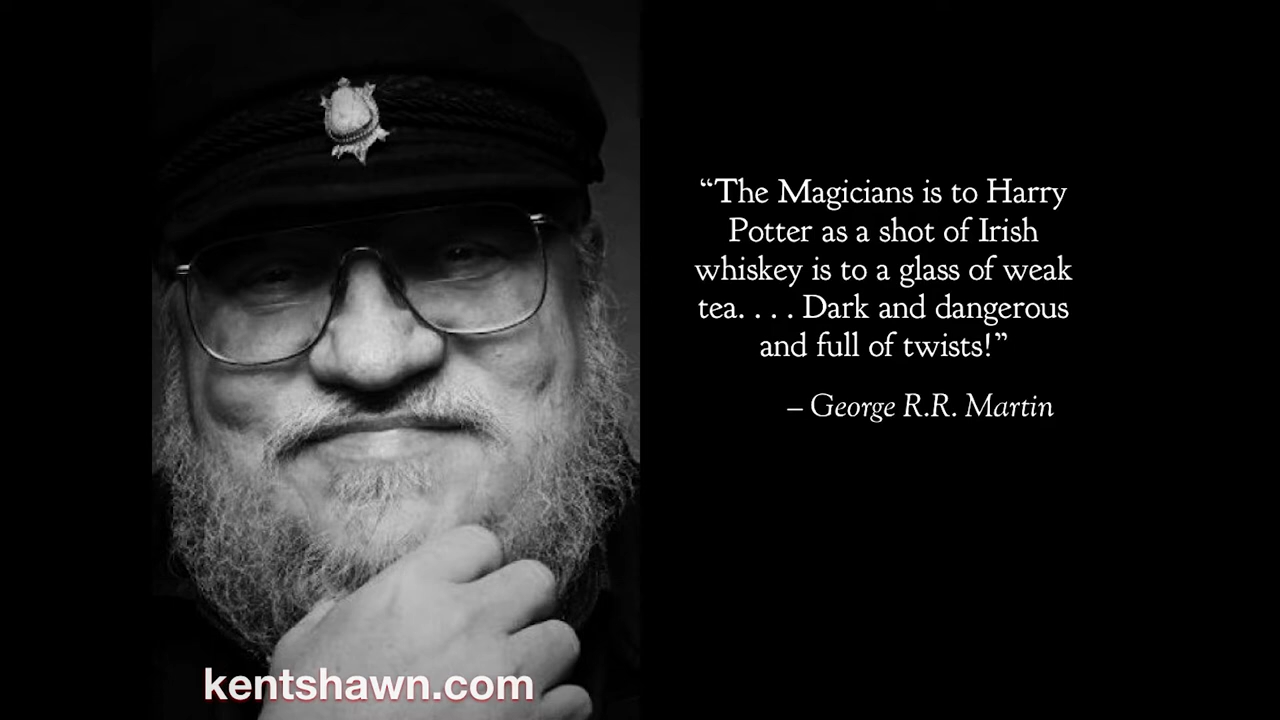 “The Magicians is to Harry
Potter as a shot of Irish
whiskey is to a glass of weak
tea. . . . Dark and dangerous
and full of twists!”
– George R.R. Martin
kentshawn.com